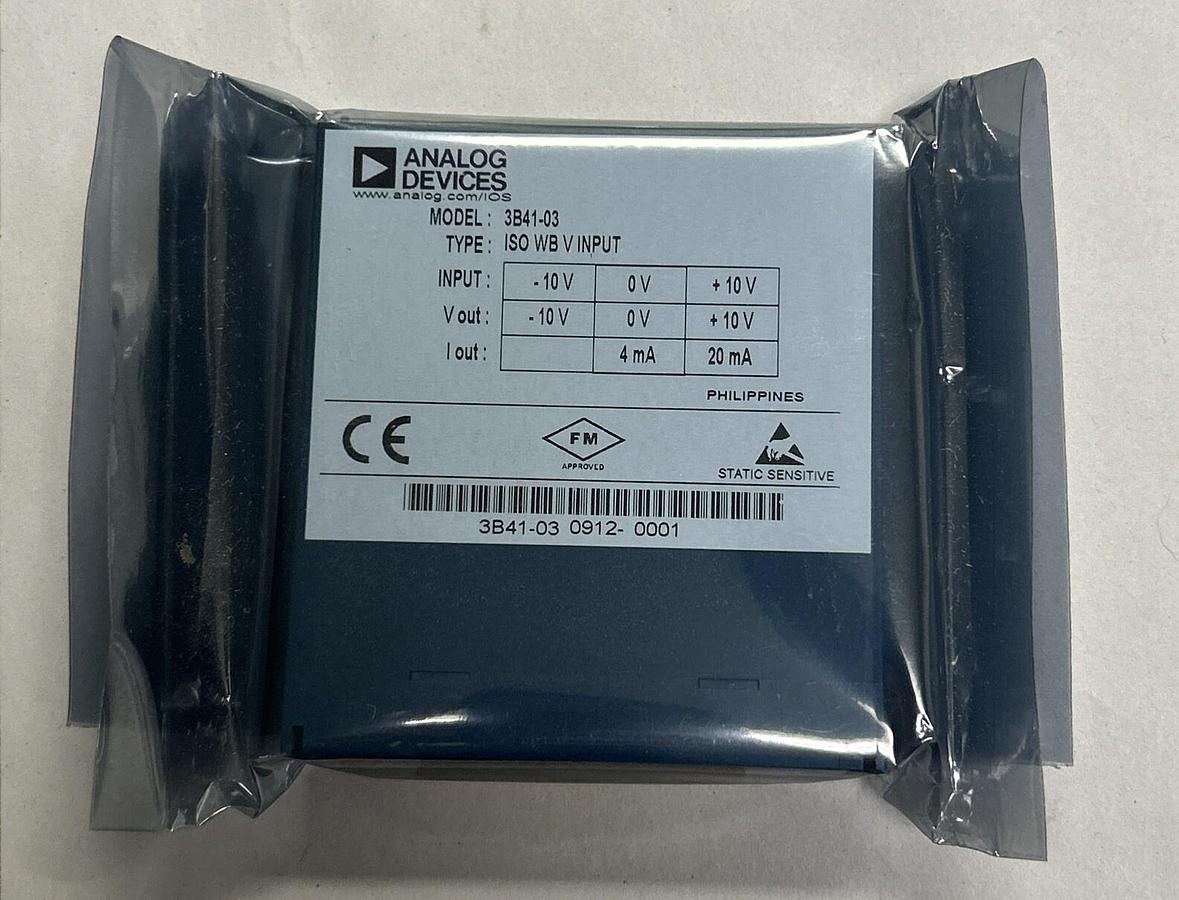 ANALOG
DEVICES
www.analog.com/IOS
MODEL : 3B41-03
TYPE : ISO WB V INPUT
INPUT : - 10 V 0 V + 10 V
V out : - 10 V 0 V + 10 V
I out : 4 mA 20 mA
PHILIPPINES
CE FM STATIC SENSITIVE
APPROVED
3B41-03 0912- 0001